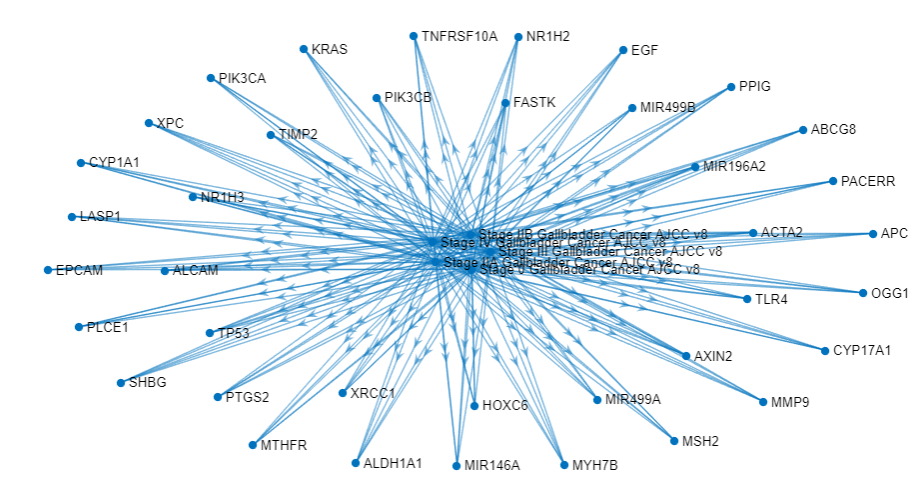 TNFRSF10A
NR1H2
KRAS
EGF
PIK3CA
PPIG
PIK3CB
FASTK
MIR499B
XPC
TIMP2
ABCG8
CYP1A1
MIR196A2
PACERR
NR1H3
LASP1
ACTA2
APC
Stage IIB Gallbladder Cancer AJCC v8
Stage IV Gallbladder Cancer AJCC v8
Stage III Gallbladder Cancer AJCC v8
Stage IIA Gallbladder Cancer AJCC v8
Stage 0 Gallbladder Cancer AJCC v8
EPCAM
ALCAM
OGG1
TLR4
PLCE1
TP53
CYP17A1
AXIN2
SHBG
PTGS2
XRCC1
HOXC6
MIR499A
MMP9
MTHFR
MSH2
ALDH1A1
MIR146A
MYH7B